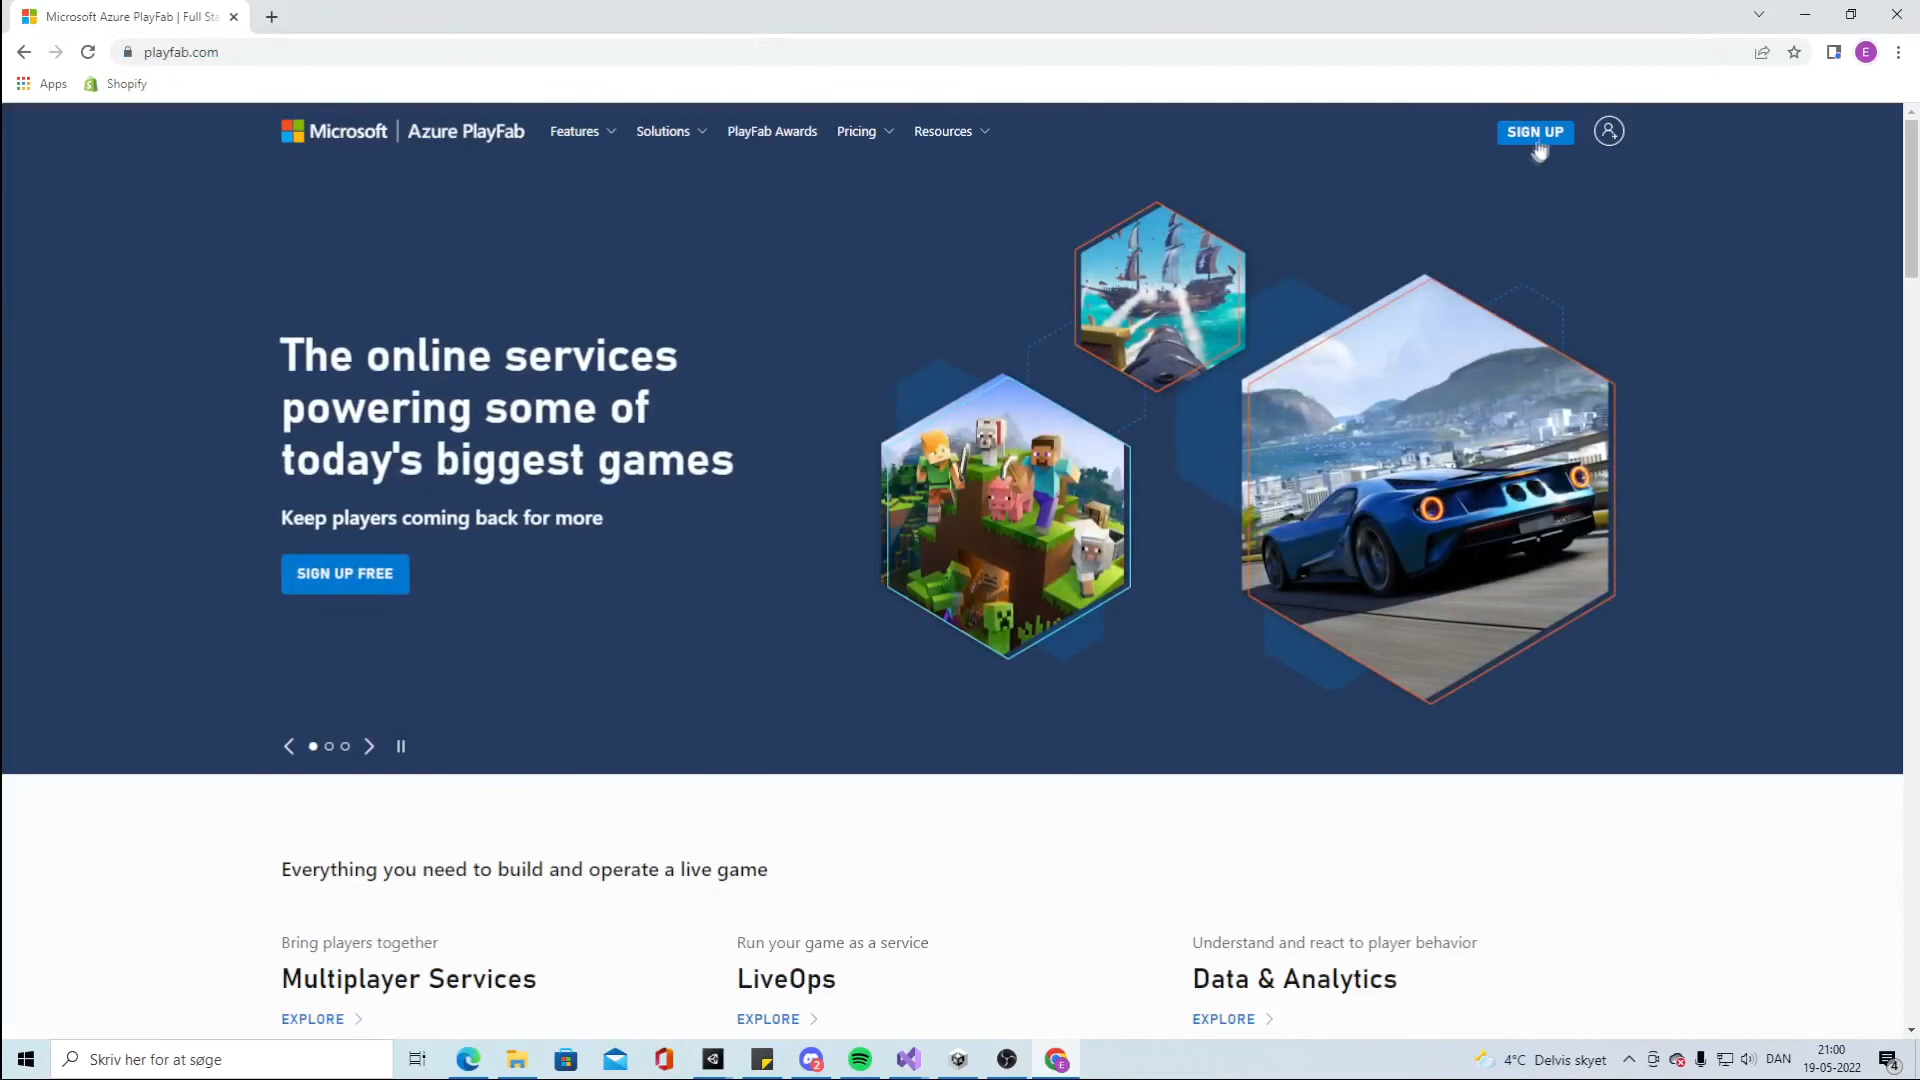 Microsoft Azure PlayFab | Full Sta
playfab.com
E
Apps
Shopify
Microsoft | Azure PlayFab
Features
Solutions
PlayFab Awards
Pricing
Resources
SIGN UP
The online services
powering some of
today's biggest games
Keep players coming back for more
SIGN UP FREE
Everything you need to build and operate a live game
Bring players together
Multiplayer Services
EXPLORE
Run your game as a service
LiveOps
EXPLORE
Understand and react to player behavior
Data & Analytics
EXPLORE
Skriv her for at søge
2
E
4°C Delvis skyet
DAN
21:00
19-05-2022
4